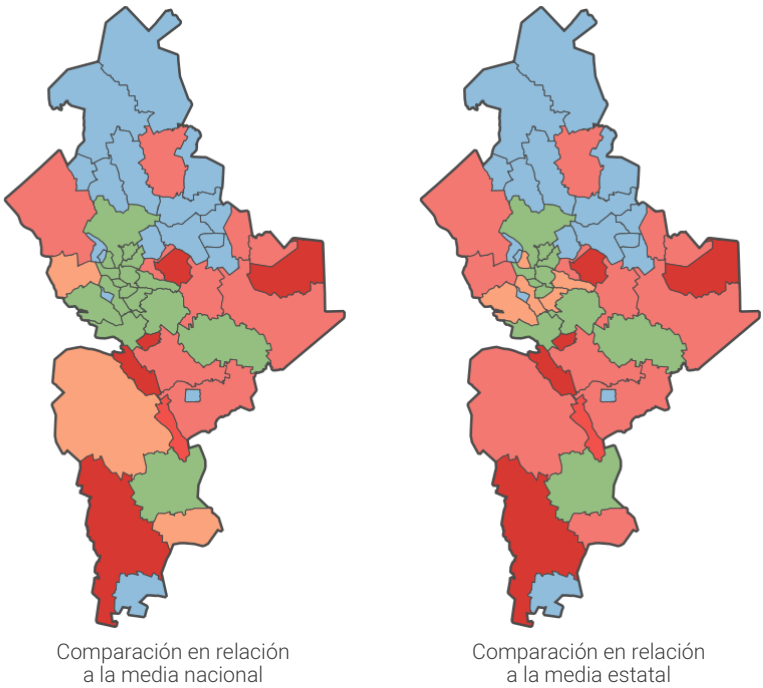 Comparación en relación
a la media nacional
Comparación en relación
a la media estatal